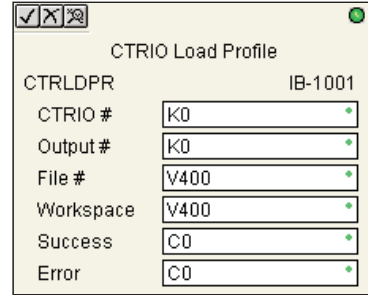 CTRIO Load Profile
CTRLDPR IB-1001
CTRIO # K0
Output # K0
File # V400
Workspace V400
Success C0
Error C0